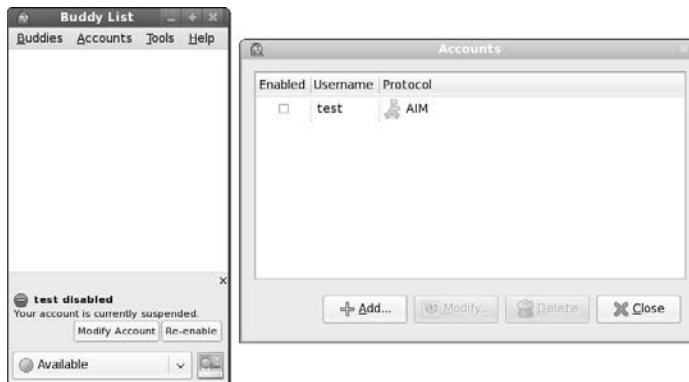 Buddy List
Buddies Accounts Tools Help
test disabled
Your account is currently suspended.
Modify Account Re-enable
Available
Accounts
Enabled Username Protocol
test AIM
Add... Modify... Delete Close